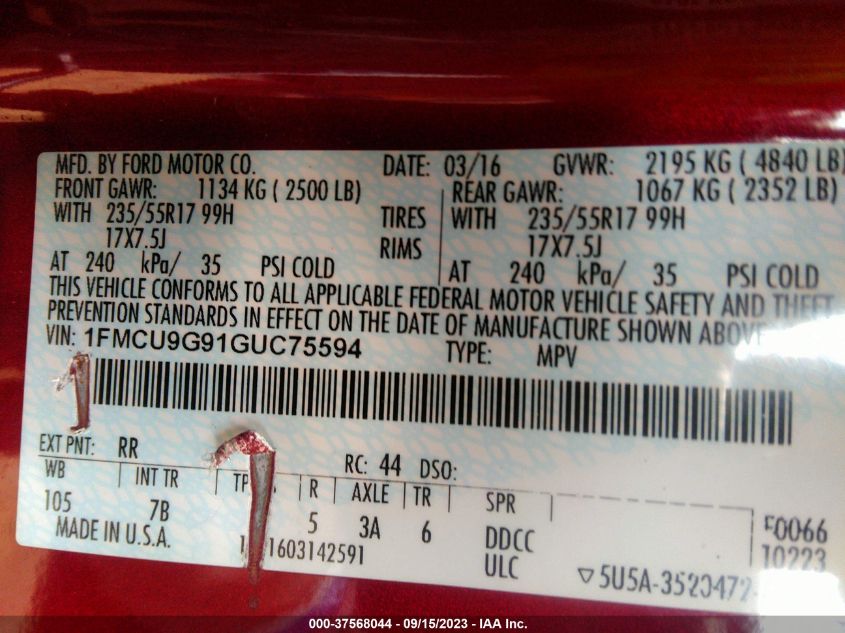 MFD. BY FORD MOTOR CO. DATE: 03/16 GVWR: 2195 KG ( 4840 LB)
FRONT GAWR: 1134 KG ( 2500 LB) REAR GAWR: 1067 KG ( 2352 LB)
WITH 235/55R17 99H TIRES WITH 235/55R17 99H
17X7.5J RIMS 17X7.5J
AT 240 kPa/ 35 PSI COLD AT 240 kPa/ 35 PSI COLD
THIS VEHICLE CONFORMS TO ALL APPLICABLE FEDERAL MOTOR VEHICLE SAFETY AND THEFT
PREVENTION STANDARDS IN EFFECT ON THE DATE OF MANUFACTURE SHOWN ABOVE
VIN: 1FMCU9G91GUC75594 TYPE: MPV
EXT PNT: RR RC: 44 DSO:
WB INT TR TP R AXLE TR SPR
105 7B 5 3A 6 DDCC F0066
MADE IN U.S.A. 1603142591 ULC 10223
▽5U5A-3520472-
000-37568044 / 09/15/2023 - IAA Inc.